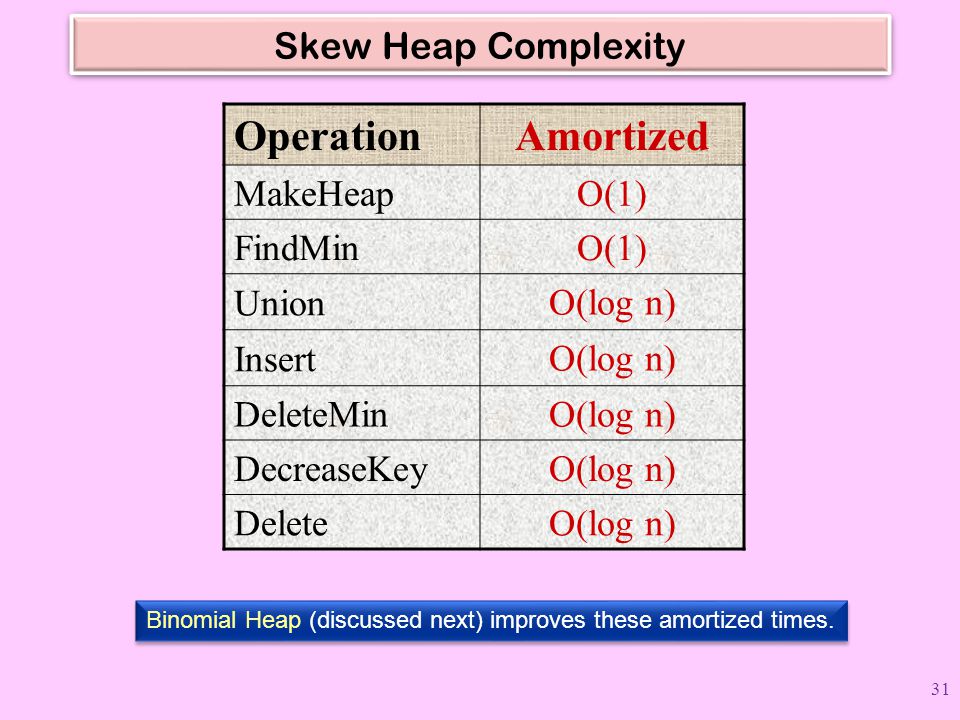 Skew Heap Complexity
Operation Amortized
MakeHeap O(1)
FindMin O(1)
Union O(log n)
Insert O(log n)
DeleteMin O(log n)
DecreaseKey O(log n)
Delete O(log n)
Binomial Heap (discussed next) improves these amortized times.
31